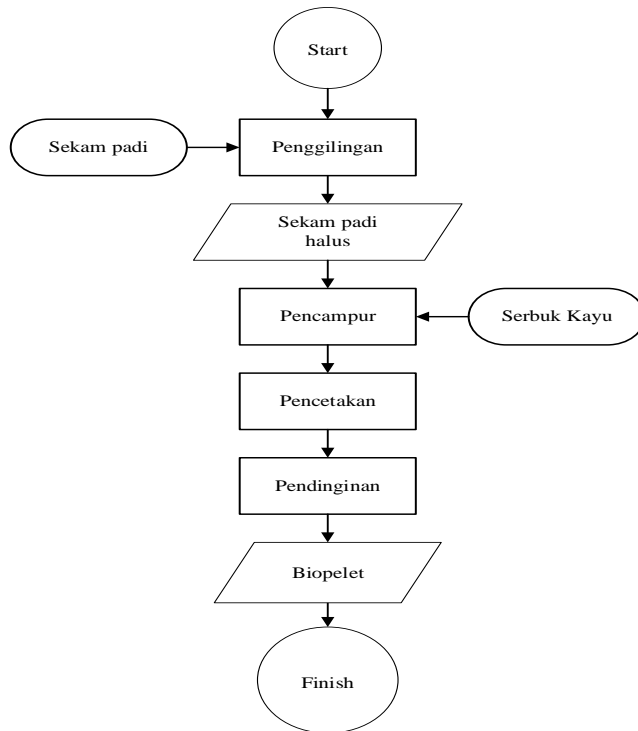 Start
Sekam padi
Penggilingan
Sekam padi
halus
Pencampur
Serbuk Kayu
Pencetakan
Pendinginan
Biopelet
Finish